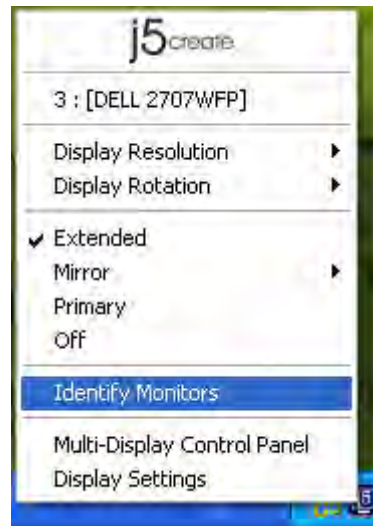 j5create
3 : [DELL 2707WFP]
Display Resolution
Display Rotation
Extended
Mirror
Primary
Off
Identify Monitors
Multi-Display Control Panel
Display Settings